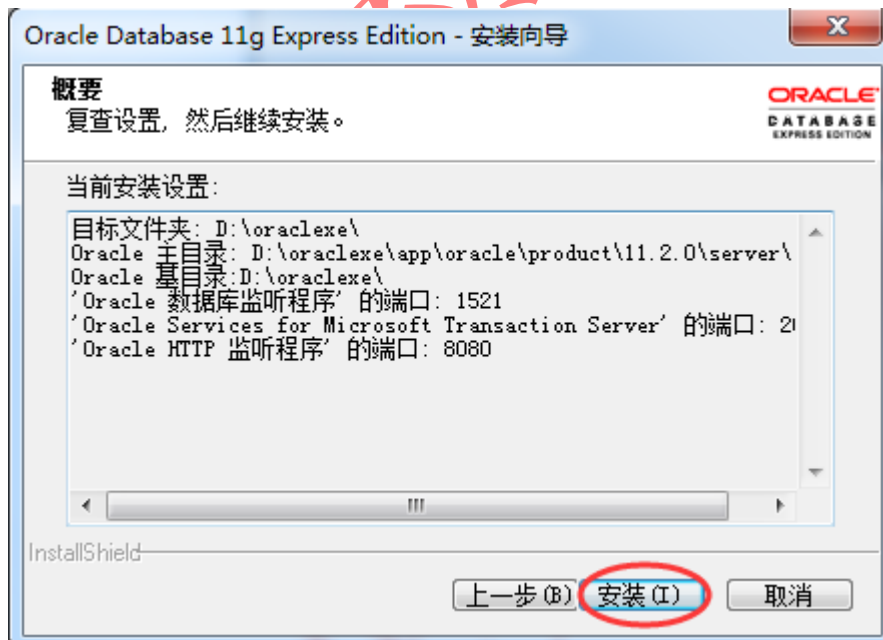 Oracle Database 11g Express Edition - 安装向导
概要
复查设置, 然后继续安装。
ORACLE
DATABASE
EXPRESS EDITION
当前安装设置:
目标文件夹: D:\oraclexe\
Oracle 主目录: D:\oraclexe\app\oracle\product\11.2.0\server\
Oracle 基目录:D:\oraclexe\
'Oracle 数据库监听程序' 的端口: 1521
'Oracle Services for Microsoft Transaction Server' 的端口: 
'Oracle HTTP 监听程序' 的端口: 8080
InstallShield
上一步(B) 安装(I) 取消